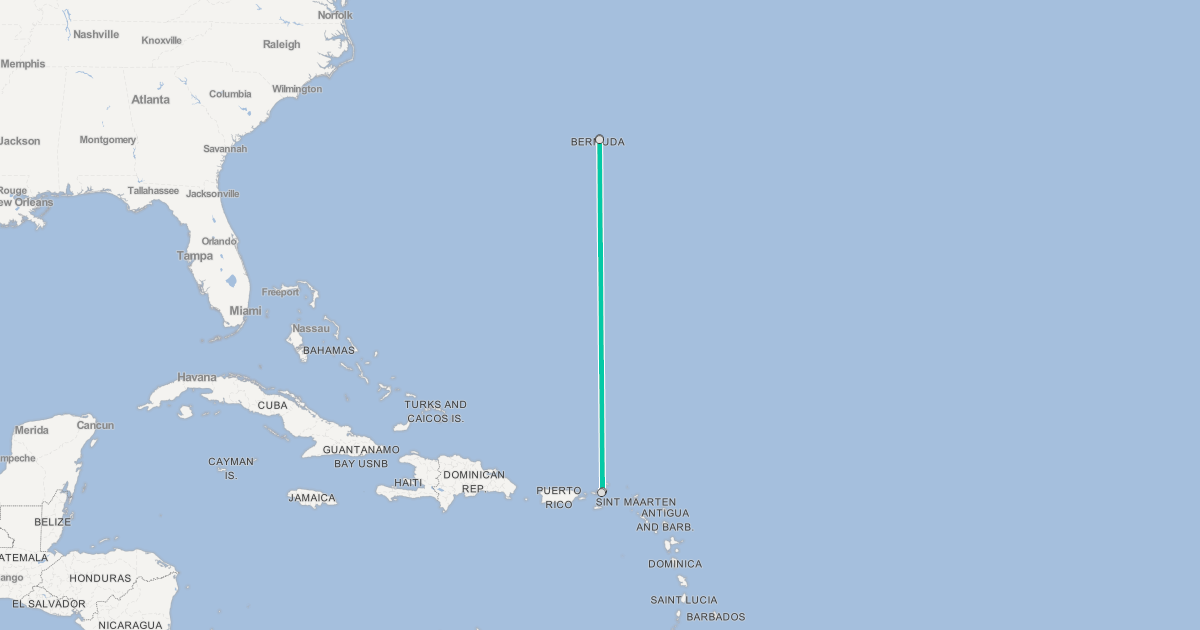 Norfolk
Nashville
Knoxville
Raleigh
Memphis
Columbia
Wilmington
Atlanta
Jackson
Montgomery
BERMUDA
Savannah
Rouge
Tallahassee
Jacksonville
ew Orleans
Orlando
Tampa
Freeport
Miami
Nassau
BAHAMAS
Havana
CUBA
TURKS AND
CAICOS IS.
Merida
Cancun
GUANTANAMO
BAY USNB
mpeche
CAYMAN
IS.
HAITI
DOMINICAN
REP.
JAMAICA
PUERTO
RICO
SINT MAARTEN
ANTIGUA
AND BARB.
BELIZE
ATEMALA
DOMINICA
ango
HONDURAS
EL SALVADOR
SAINT LUCIA
BARBADOS
NICARAGUA